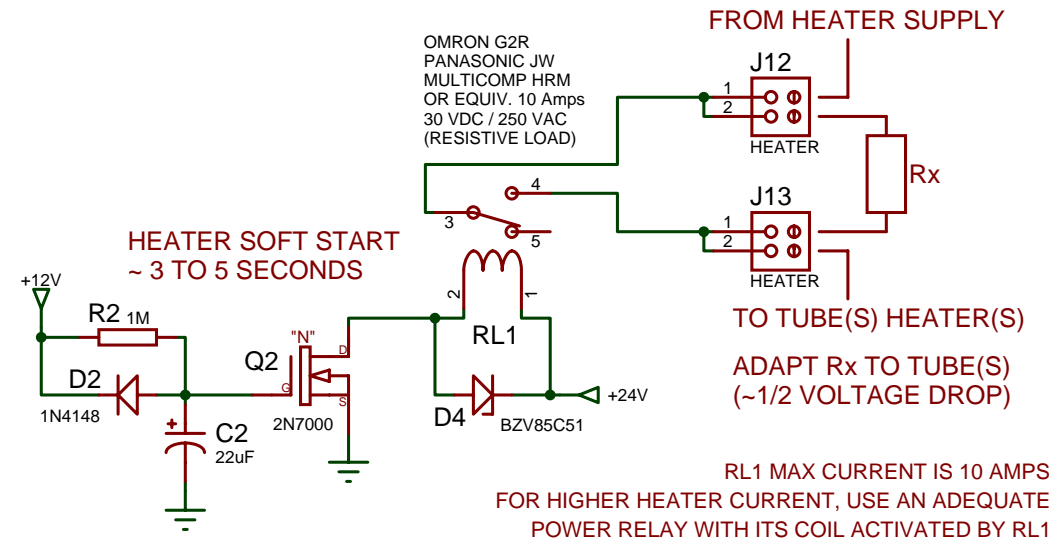 FROM HEATER SUPPLY
OMRON G2R
PANASONIC JW
MULTICOMP HRM
OR EQUIV. 10 Amps
30 VDC / 250 VAC
(RESISTIVE LOAD)
J12
1
2
HEATER
Rx
4
3
5
J13
1
2
HEATER
HEATER SOFT START
~ 3 TO 5 SECONDS
+12V
R2 1M
2
1
RL1
TO TUBE(S) HEATER(S)
"N"
D
Q2
G
S
2N7000
D2
1N4148
+24V
D4
BZV85C51
ADAPT Rx TO TUBE(S)
(~1/2 VOLTAGE DROP)
+
C2
22uF
RL1 MAX CURRENT IS 10 AMPS
FOR HIGHER HEATER CURRENT, USE AN ADEQUATE
POWER RELAY WITH ITS COIL ACTIVATED BY RL1